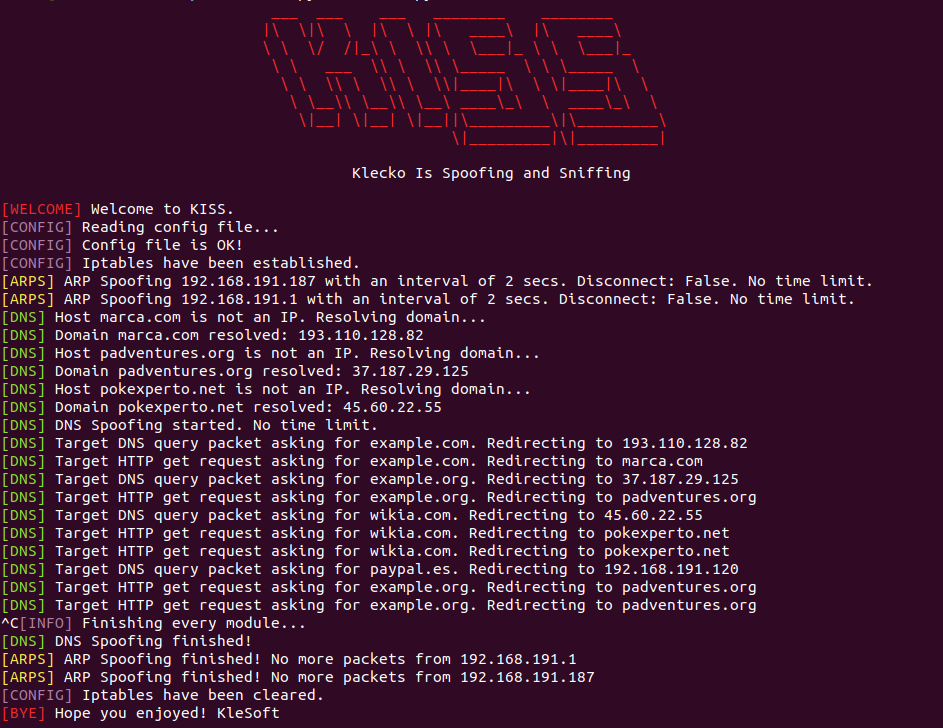 KISS
Klecko Is Spoofing and Sniffing
[WELCOME] Welcome to KISS.
[CONFIG] Reading config file...
[CONFIG] Config file is OK!
[CONFIG] Iptables have been established.
[ARPS] ARP Spoofing 192.168.191.187 with an interval of 2 secs. Disconnect: False. No time limit.
[ARPS] ARP Spoofing 192.168.191.1 with an interval of 2 secs. Disconnect: False. No time limit.
[DNS] Host marca.com is not an IP. Resolving domain...
[DNS] Domain marca.com resolved: 193.110.128.82
[DNS] Host padventures.org is not an IP. Resolving domain...
[DNS] Domain padventures.org resolved: 37.187.29.125
[DNS] Host pokexperto.net is not an IP. Resolving domain...
[DNS] Domain pokexperto.net resolved: 45.60.22.55
[DNS] DNS Spoofing started. No time limit.
[DNS] Target DNS query packet asking for example.com. Redirecting to 193.110.128.82
[DNS] Target HTTP get request asking for example.com. Redirecting to marca.com
[DNS] Target DNS query packet asking for example.org. Redirecting to 37.187.29.125
[DNS] Target HTTP get request asking for example.org. Redirecting to padventures.org
[DNS] Target DNS query packet asking for wikia.com. Redirecting to 45.60.22.55
[DNS] Target HTTP get request asking for wikia.com. Redirecting to pokexperto.net
[DNS] Target HTTP get request asking for wikia.com. Redirecting to pokexperto.net
[DNS] Target DNS query packet asking for paypal.es. Redirecting to 192.168.191.120
[DNS] Target HTTP get request asking for example.org. Redirecting to padventures.org
[DNS] Target HTTP get request asking for example.org. Redirecting to padventures.org
^C[INFO] Finishing every module...
[DNS] DNS Spoofing finished!
[ARPS] ARP Spoofing finished! No more packets from 192.168.191.1
[ARPS] ARP Spoofing finished! No more packets from 192.168.191.187
[CONFIG] Iptables have been cleared.
[BYE] Hope you enjoyed! KleSoft